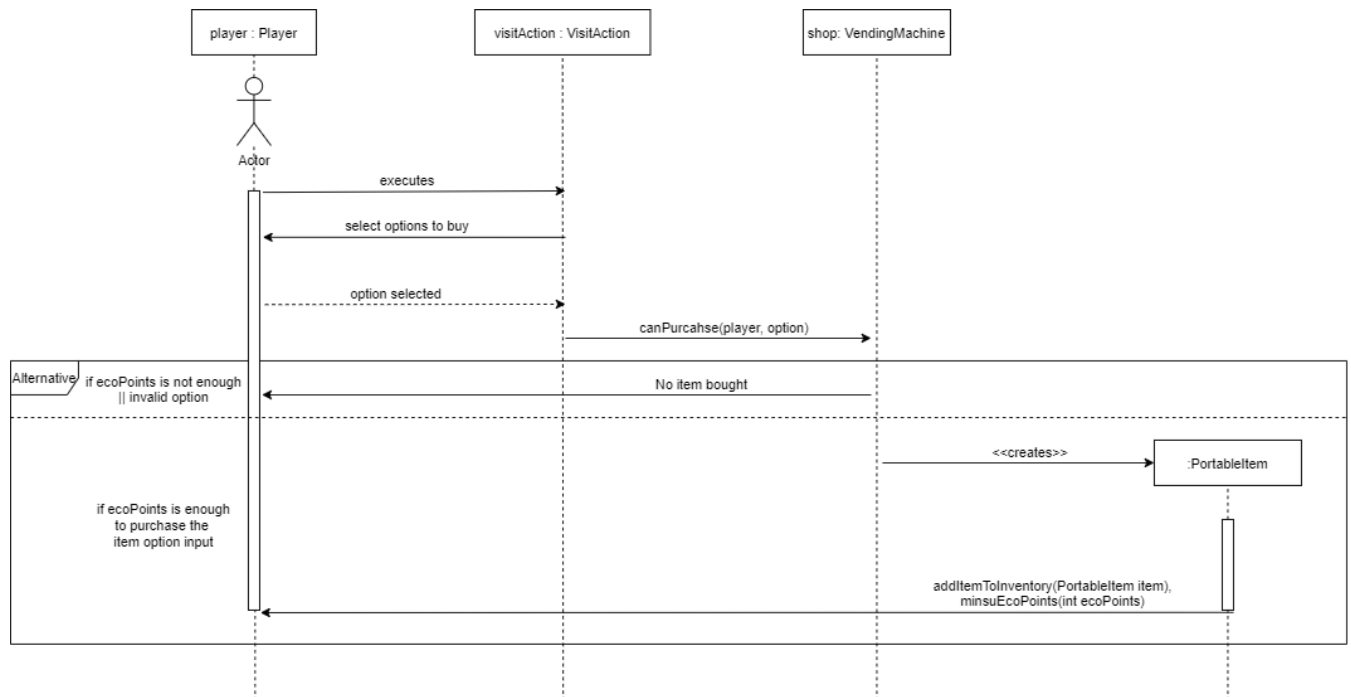 player : Player
visitAction : VisitAction
shop: VendingMachine
Actor
executes
select options to buy
option selected
canPurcahse(player, option)
Alternative
if ecoPoints is not enough
|| invalid option
No item bought
<<creates>>
:PortableItem
if ecoPoints is enough
to purchase the
item option input
addItemToInventory(PortableItem item),
minsuEcoPoints(int ecoPoints)